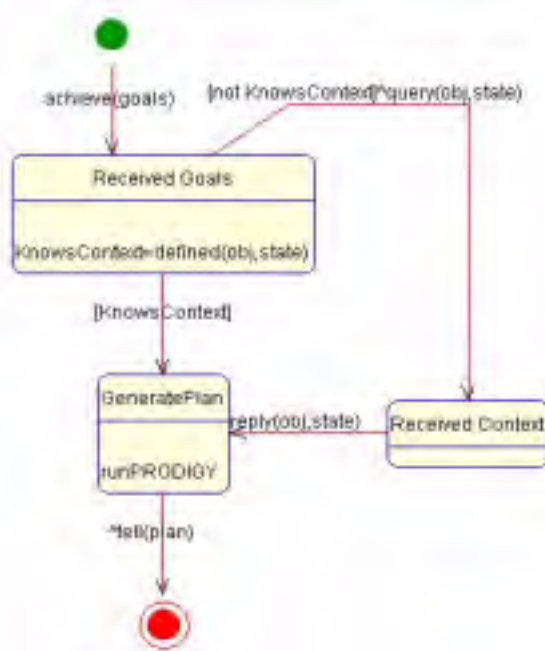 achieve(goals)
[not KnowsContext]^query(obj,state)
Received Goals
KnowsContext=defined(obj,state)
[KnowsContext]
GeneratePlan
reply(obj,state)
Received Context
runPRODIGY
^tell(plan)